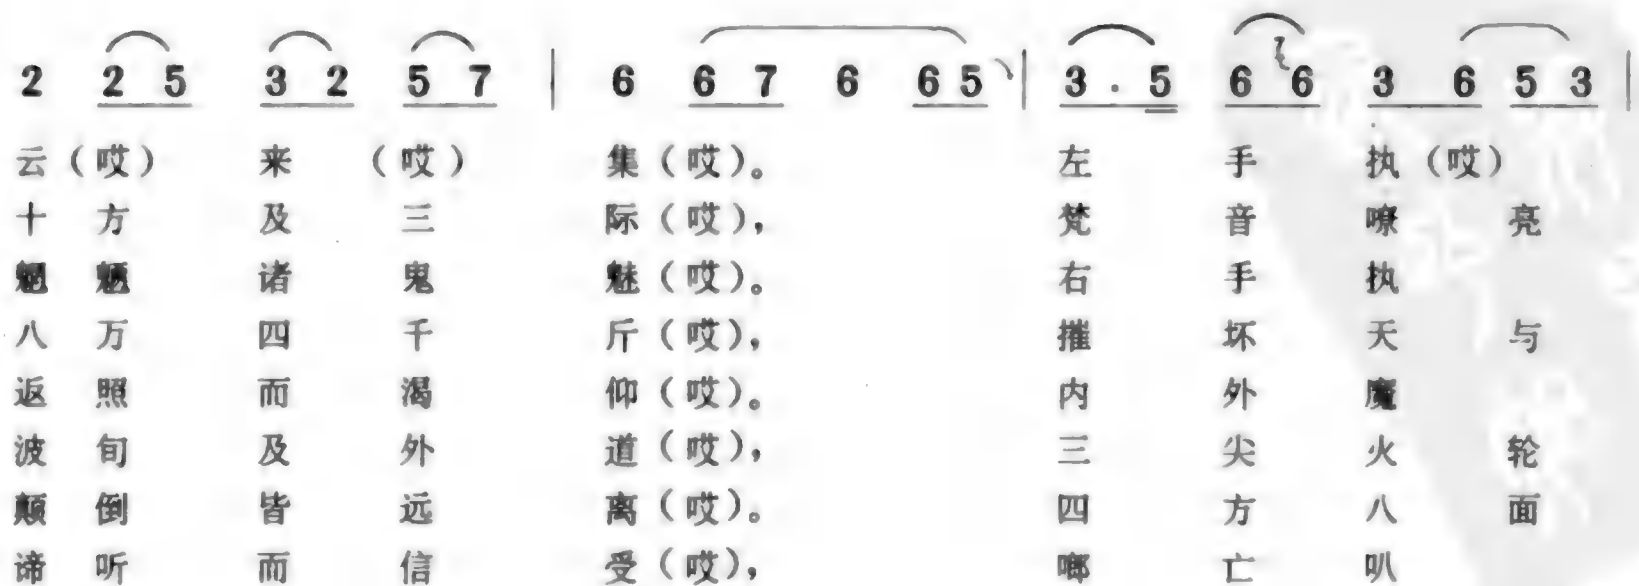 2 2 5 3 2 5 7 | 6 6 7 6 6 5 | 3 . 5 6 6 3 6 5 3 |
云（哎） 来 （哎） 集（哎）。 左 手 执（哎）
十 方 及 三 际（哎）， 梵 音 嘹 亮
魍 魉 诸 鬼 魅（哎）。 右 手 执
八 万 四 千 斤（哎）， 摧 坏 天 与
返 照 而 渴 仰（哎）。 内 外 魔
波 旬 及 外 道（哎）， 三 尖 火 轮
颠 倒 皆 远 离（哎）。 四 方 八 面
谛 听 而 信 受（哎）， 啷 亡 叭